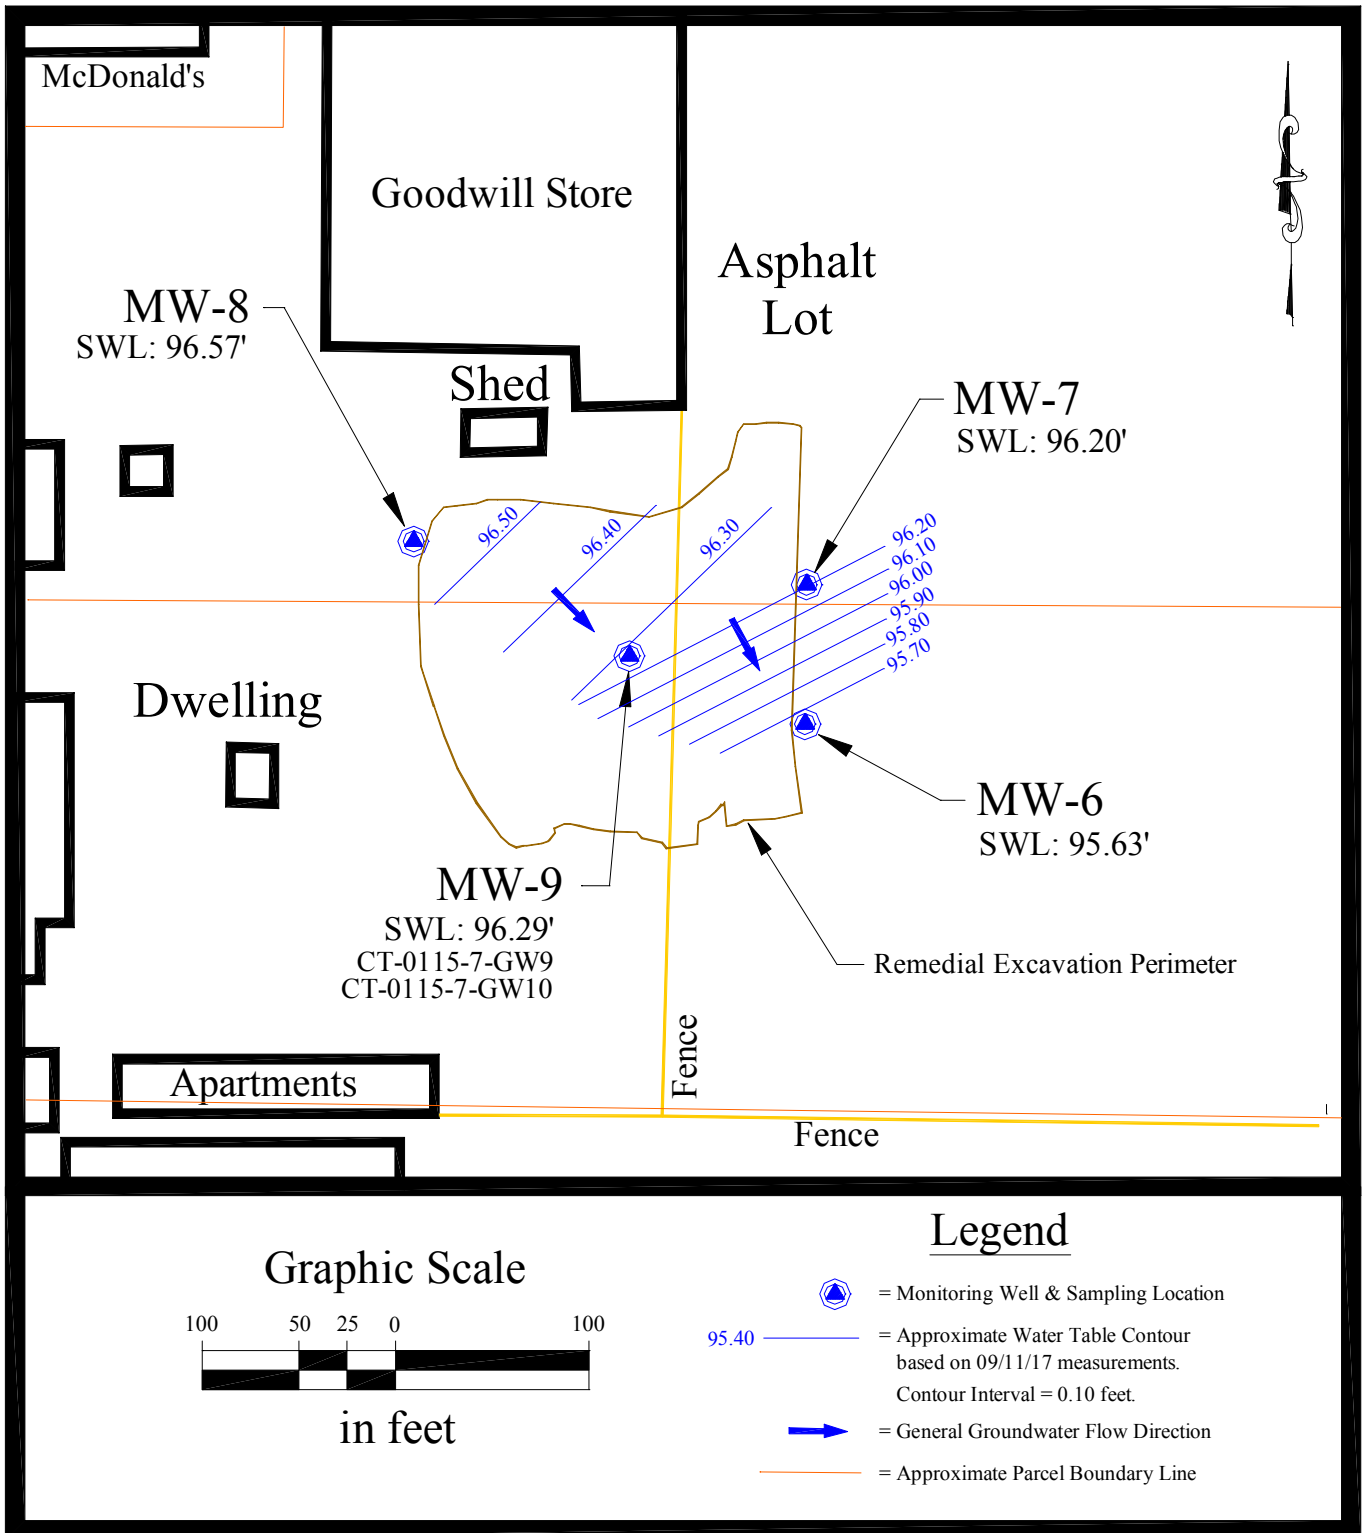 McDonald's
Goodwill Store
Asphalt
Lot
MW-8
SWL: 96.57'
Shed
MW-7
SWL: 96.20'
96.50
96.40
96.30
96.20
96.10
96.00
95.90
95.80
95.70
Dwelling
MW-6
SWL: 95.63'
MW-9
SWL: 96.29'
CT-0115-7-GW9
CT-0115-7-GW10
Remedial Excavation Perimeter
Fence
Apartments
Fence
Graphic Scale
100 50 25 0 100
in feet
Legend
= Monitoring Well & Sampling Location
95.40 = Approximate Water Table Contour
based on 09/11/17 measurements.
Contour Interval = 0.10 feet.
= General Groundwater Flow Direction
= Approximate Parcel Boundary Line